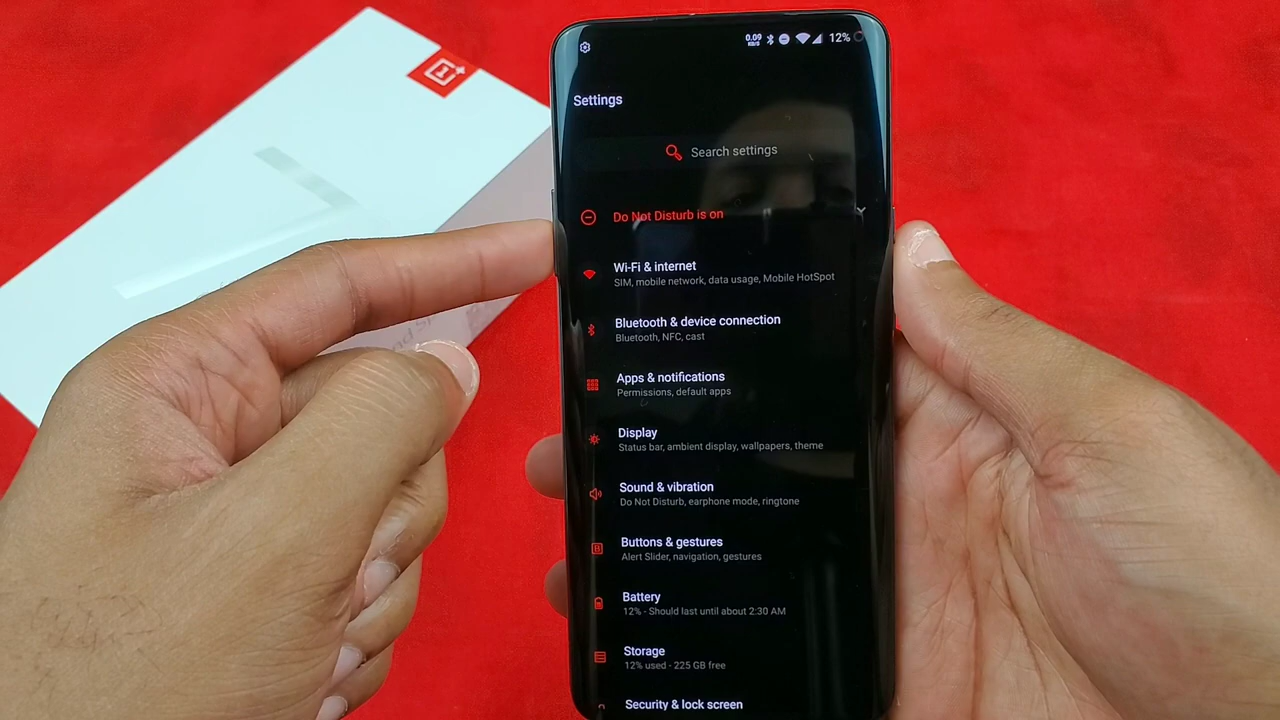 0.09
KB/S
12%
Settings
Search settings
Do Not Disturb is on
Wi-Fi & internet
SIM, mobile network, data usage, Mobile HotSpot
Bluetooth & device connection
Bluetooth, NFC, cast
Apps & notifications
Permissions, default apps
Display
Status bar, ambient display, wallpapers, theme
Sound & vibration
Do Not Disturb, earphone mode, ringtone
Buttons & gestures
Alert Slider, navigation, gestures
Battery
12% - Should last until about 2:30 AM
Storage
12% used - 225 GB free
Security & lock screen
1+